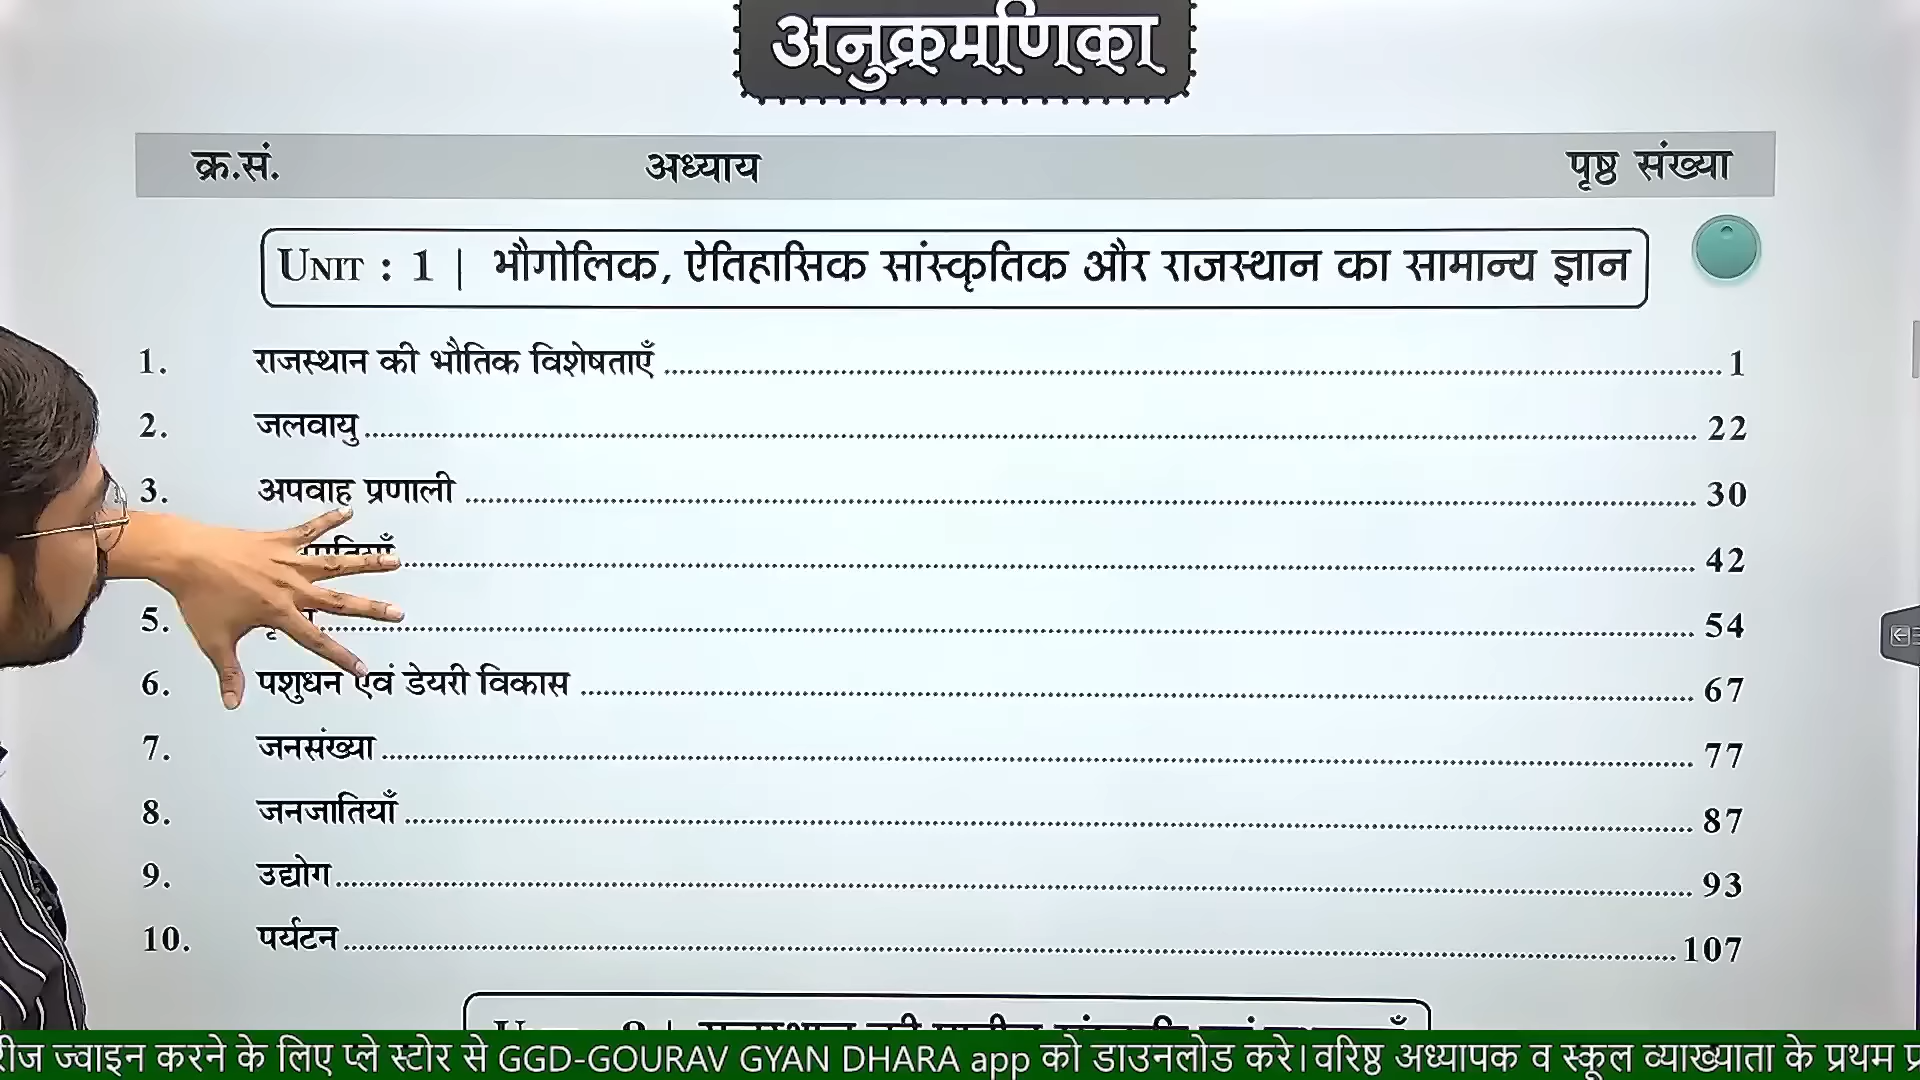 अनुक्रमणिका
क्र.सं. अध्याय पृष्ठ संख्या
UNIT : 1 | भौगोलिक, ऐतिहासिक सांस्कृतिक और राजस्थान का सामान्य ज्ञान
1. राजस्थान की भौतिक विशेषताएँ 1
2. जलवायु 22
3. अपवाह प्रणाली 30
42
5. 54
6. पशुधन एवं डेयरी विकास 67
7. जनसंख्या 77
8. जनजातियाँ 87
9. उद्योग 93
10. पर्यटन 107
ज्वाइन करने के लिए प्ले स्टोर से GGD-GOURAV GYAN DHARA app को डाउनलोड करे।वरिष्ठ अध्यापक व स्कूल व्याख्याता के प्रथम